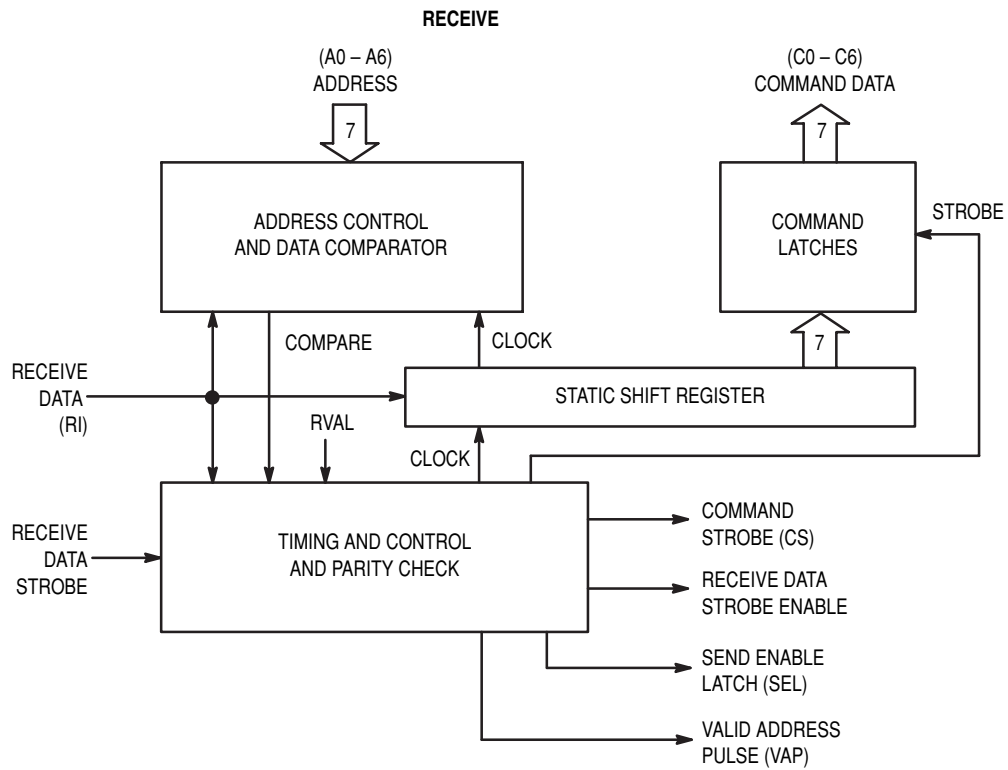 RECEIVE
(A0 – A6)
ADDRESS
(C0 – C6)
COMMAND DATA
7
7
ADDRESS CONTROL
AND DATA COMPARATOR
COMMAND
LATCHES
STROBE
COMPARE
CLOCK
7
RECEIVE
DATA
(RI)
STATIC SHIFT REGISTER
RVAL
CLOCK
RECEIVE
DATA
STROBE
TIMING AND CONTROL
AND PARITY CHECK
COMMAND
STROBE (CS)
RECEIVE DATA
STROBE ENABLE
SEND ENABLE
LATCH (SEL)
VALID ADDRESS
PULSE (VAP)